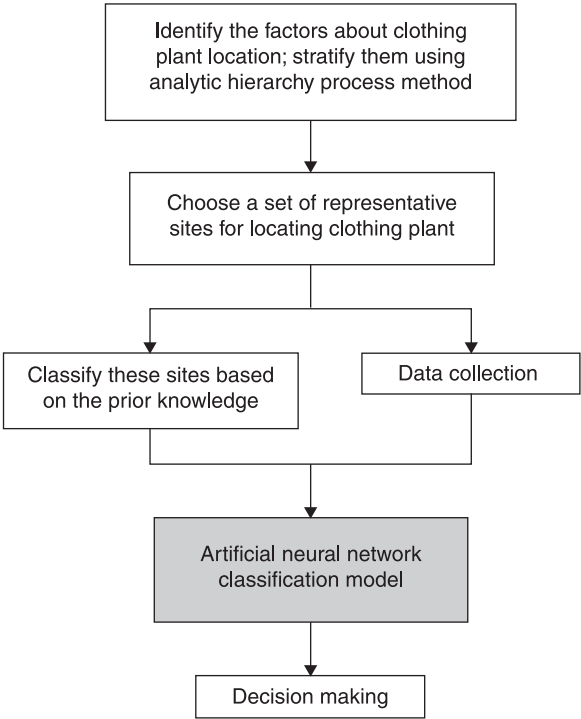 Identify the factors about clothing
plant location; stratify them using
analytic hierarchy process method
Choose a set of representative
sites for locating clothing plant
Classify these sites based
on the prior knowledge
Data collection
Artificial neural network
classification model
Decision making